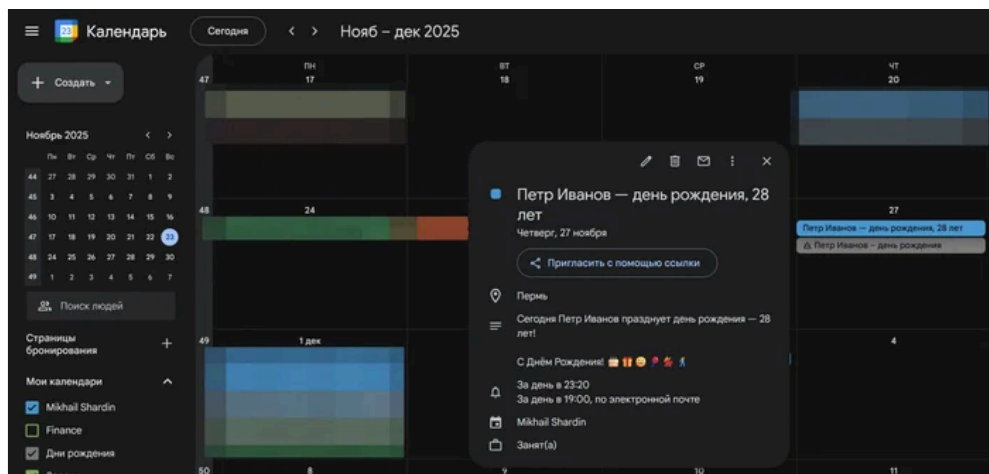 Календарь
Сегодня
Нояб – дек 2025
Создать
Ноябрь 2025
Пн Вт Ср Чт Пт Сб Вс
44 27 28 29 30 31 1 2
45 3 4 5 6 7 8 9
46 10 11 12 13 14 15 16
47 17 18 19 20 21 22 23
48 24 25 26 27 28 29 30
49 1 2 3 4 5 6 7
Поиск людей
Страницы
бронирования
Мои календари
Mikhail Shardin
Finance
Дни рождения
ПН ВТ СР ЧТ
47 17 18 19 20
48 24 27
Петр Иванов — день рождения, 28 лет
Петр Иванов – день рождения
49 1 дек 4
50 8 9 10 11
Петр Иванов — день рождения, 28
лет
Четверг, 27 ноября
Пригласить с помощью ссылки
Пермь
Сегодня Петр Иванов празднует день рождения — 28
лет!
С Днём Рождения!
За день в 23:20
За день в 19:00, по электронной почте
Mikhail Shardin
Занят(а)